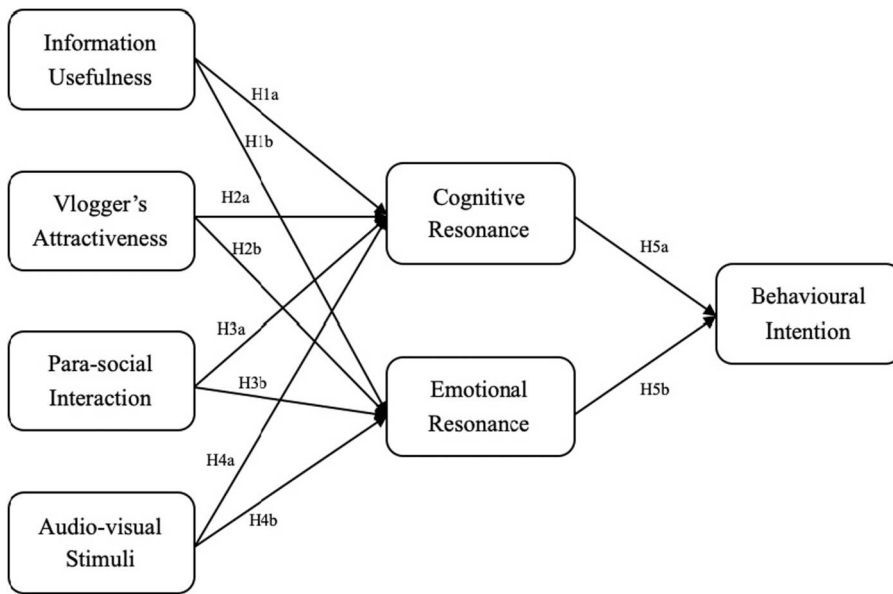 Information
Usefulness
H1a
H1b
Vlogger's
Attractiveness
H2a
H2b
Cognitive
Resonance
H5a
Behavioural
Intention
Para-social
Interaction
H3a
H3b
Emotional
Resonance
H5b
H4a
H4b
Audio-visual
Stimuli